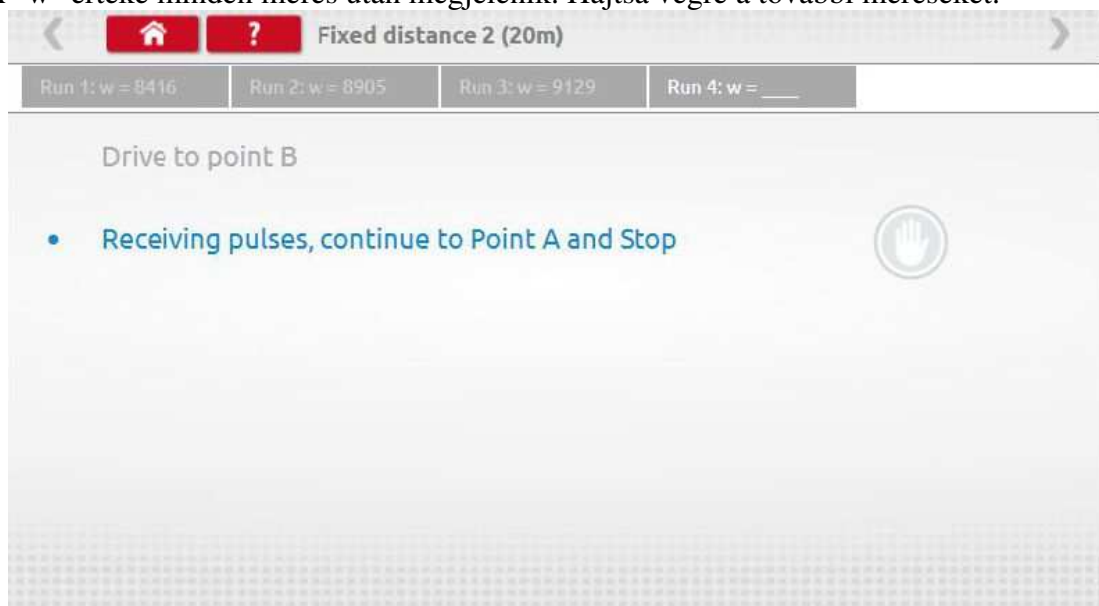 "w" értéke minden mérés után megjelenik. Hajtsa végre a további méréseket.
? Fixed distance 2 (20m)
Run 1: w = 8416 Run 2: w = 8905 Run 3: w = 9129 Run 4: w = ___
Drive to point B
• Receiving pulses, continue to Point A and Stop